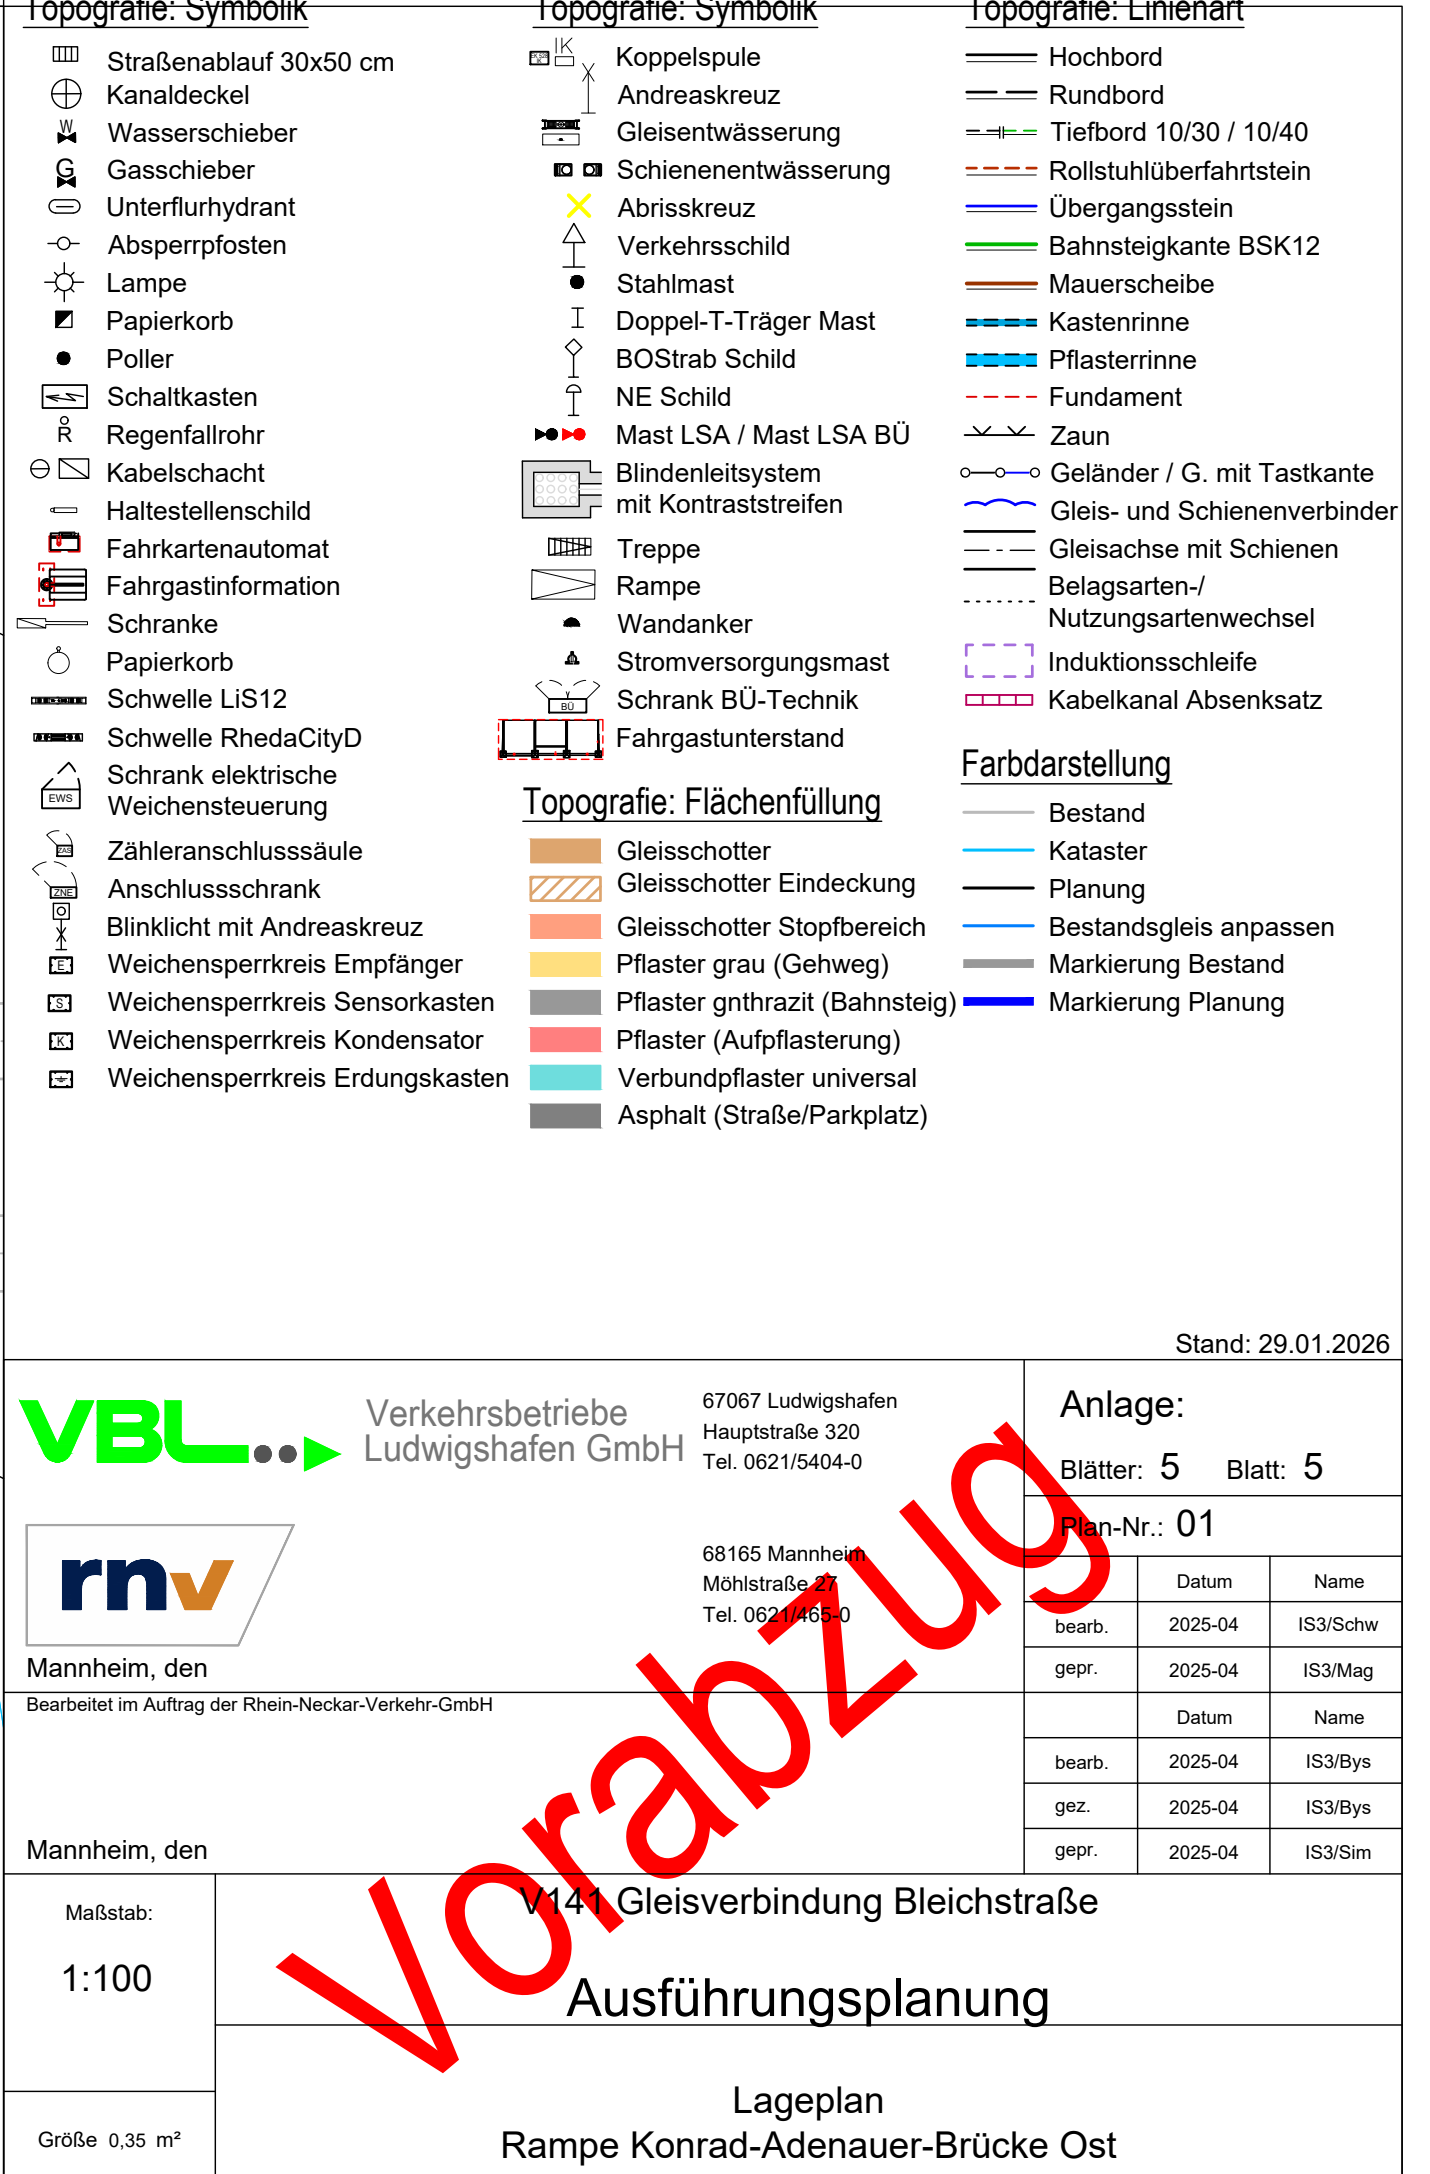 Topografie: Symbolik
Straßenablauf 30x50 cm
Kanaldeckel
W
Wasserschieber
G
Gasschieber
Unterflurhydrant
Absperrpfosten
Lampe
Papierkorb
Poller
Schaltkasten
R
Regenfallrohr
Kabelschacht
Haltestellenschild
Fahrkartenautomat
Fahrgastinformation
Schranke
Papierkorb
Schwelle LiS12
Schwelle RhedaCityD
EWS
Schrank elektrische
Weichensteuerung
ZAS
Zähleranschlusssäule
ZNE
Anschlussschrank
Blinklicht mit Andreaskreuz
E
Weichensperrkreis Empfänger
S
Weichensperrkreis Sensorkasten
K
Weichensperrkreis Kondensator
Weichensperrkreis Erdungskasten
Topografie: Symbolik
IK
Koppelspule
Andreaskreuz
Gleisentwässerung
Schienenentwässerung
Abrisskreuz
Verkehrsschild
Stahlmast
Doppel-T-Träger Mast
BOStrab Schild
NE Schild
Mast LSA / Mast LSA BÜ
Blindenleitsystem
mit Kontraststreifen
Treppe
Rampe
Wandanker
Stromversorgungsmast
BÜ
Schrank BÜ-Technik
Fahrgastunterstand
Topografie: Flächenfüllung
Gleisschotter
Gleisschotter Eindeckung
Gleisschotter Stopfbereich
Pflaster grau (Gehweg)
Pflaster gnthrazit (Bahnsteig)
Pflaster (Aufpflasterung)
Verbundpflaster universal
Asphalt (Straße/Parkplatz)
Topografie: Linienart
Hochbord
Rundbord
Tiefbord 10/30 / 10/40
Rollstuhlüberfahrtstein
Übergangsstein
Bahnsteigkante BSK12
Mauerscheibe
Kastenrinne
Pflasterrinne
Fundament
Zaun
Geländer / G. mit Tastkante
Gleis- und Schienenverbinder
Gleisachse mit Schienen
Belagsarten-/
Nutzungsartenwechsel
Induktionsschleife
Kabelkanal Absenksatz
Farbdarstellung
Bestand
Kataster
Planung
Bestandsgleis anpassen
Markierung Bestand
Markierung Planung
Stand: 29.01.2026
VBL
Verkehrsbetriebe
Ludwigshafen GmbH
67067 Ludwigshafen
Hauptstraße 320
Tel. 0621/5404-0
rnv
68165 Mannheim
Möhlstraße 27
Tel. 0621/465-0
Mannheim, den
Bearbeitet im Auftrag der Rhein-Neckar-Verkehr-GmbH
Mannheim, den
Anlage:
Blätter: 5 Blatt: 5
Plan-Nr.: 01
Datum Name
bearb. 2025-04 IS3/Schw
gepr. 2025-04 IS3/Mag
Datum Name
bearb. 2025-04 IS3/Bys
gez. 2025-04 IS3/Bys
gepr. 2025-04 IS3/Sim
Vorabzug
Maßstab:
1:100
Größe 0,35 m²
V141 Gleisverbindung Bleichstraße
Ausführungsplanung
Lageplan
Rampe Konrad-Adenauer-Brücke Ost